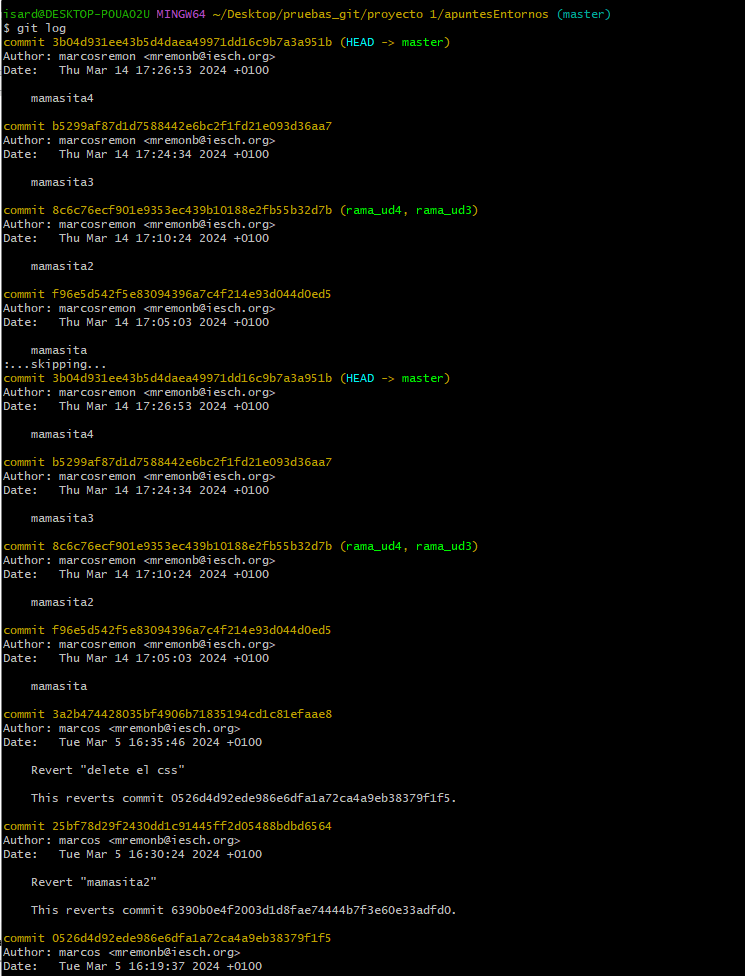 isard@DESKTOP-POUAO2U MINGW64 ~/Desktop/pruebas_git/proyecto 1/apuntesEntornos (master)
$ git log
commit 3b04d931ee43b5d4daea49971dd16c9b7a3a951b (HEAD -> master)
Author: marcosremon <mremonb@iesch.org>
Date:   Thu Mar 14 17:26:53 2024 +0100

    mamasita4

commit b5299af87d1d7588442e6bc2f1fd21e093d36aa7
Author: marcosremon <mremonb@iesch.org>
Date:   Thu Mar 14 17:24:34 2024 +0100

    mamasita3

commit 8c6c76ecf901e9353ec439b10188e2fb55b32d7b (rama_ud4, rama_ud3)
Author: marcosremon <mremonb@iesch.org>
Date:   Thu Mar 14 17:10:24 2024 +0100

    mamasita2

commit f96e5d542f5e83094396a7c4f214e93d044d0ed5
Author: marcosremon <mremonb@iesch.org>
Date:   Thu Mar 14 17:05:03 2024 +0100

    mamasita
:...skipping...
commit 3b04d931ee43b5d4daea49971dd16c9b7a3a951b (HEAD -> master)
Author: marcosremon <mremonb@iesch.org>
Date:   Thu Mar 14 17:26:53 2024 +0100

    mamasita4

commit b5299af87d1d7588442e6bc2f1fd21e093d36aa7
Author: marcosremon <mremonb@iesch.org>
Date:   Thu Mar 14 17:24:34 2024 +0100

    mamasita3

commit 8c6c76ecf901e9353ec439b10188e2fb55b32d7b (rama_ud4, rama_ud3)
Author: marcosremon <mremonb@iesch.org>
Date:   Thu Mar 14 17:10:24 2024 +0100

    mamasita2

commit f96e5d542f5e83094396a7c4f214e93d044d0ed5
Author: marcosremon <mremonb@iesch.org>
Date:   Thu Mar 14 17:05:03 2024 +0100

    mamasita

commit 3a2b474428035bf4906b71835194cd1c81efaae8
Author: marcos <mremonb@iesch.org>
Date:   Tue Mar 5 16:35:46 2024 +0100

    Revert "delete el css"

    This reverts commit 0526d4d92ede986e6dfa1a72ca4a9eb38379f1f5.

commit 25bf78d29f2430dd1c91445ff2d05488bdbd6564
Author: marcos <mremonb@iesch.org>
Date:   Tue Mar 5 16:30:24 2024 +0100

    Revert "mamasita2"

    This reverts commit 6390b0e4f2003d1d8fae74444b7f3e60e33adfd0.

commit 0526d4d92ede986e6dfa1a72ca4a9eb38379f1f5
Author: marcos <mremonb@iesch.org>
Date:   Tue Mar 5 16:19:37 2024 +0100